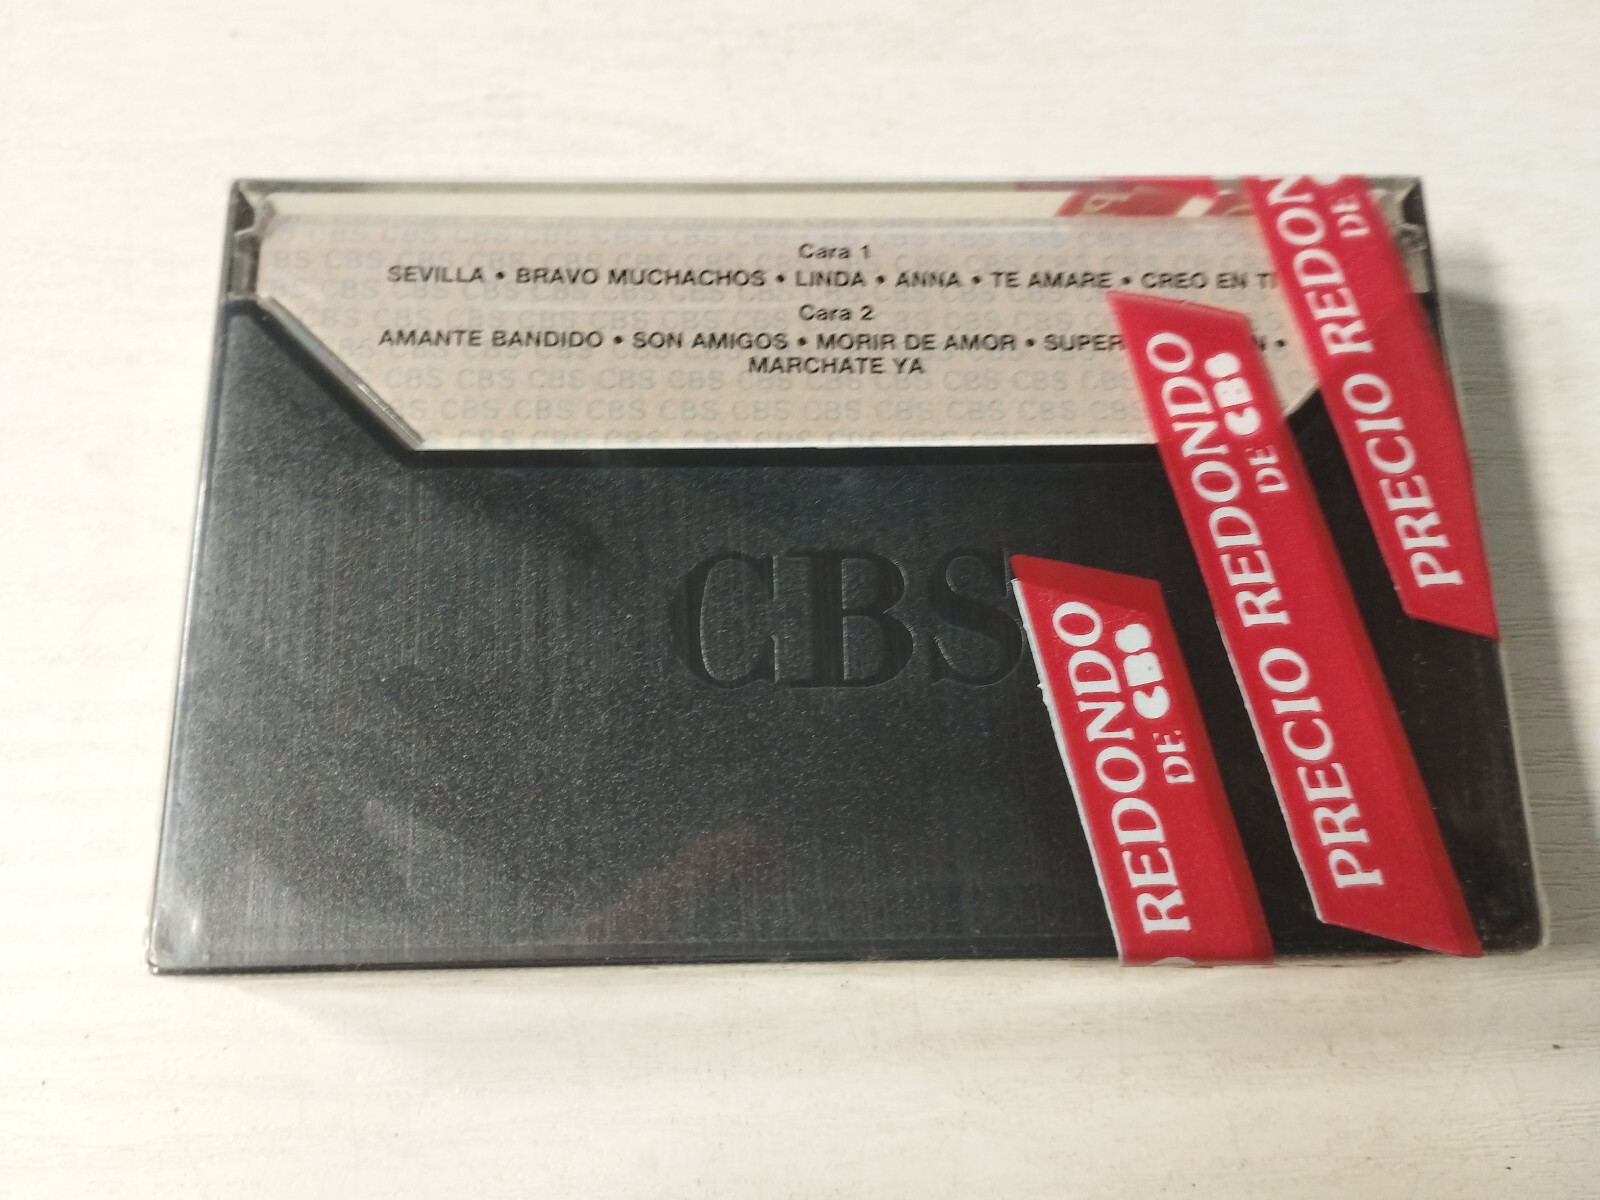 Cara 1
SEVILLA • BRAVO MUCHACHOS • LINDA • ANNA • TE AMARE • CREO EN TI
Cara 2
AMANTE BANDIDO • SON AMIGOS • MORIR DE AMOR • SUPER
MARCHATE YA
CBS
REDONDO
DE CBS
PRECIO REDONDO
DE CBS
PRECIO REDON
DE